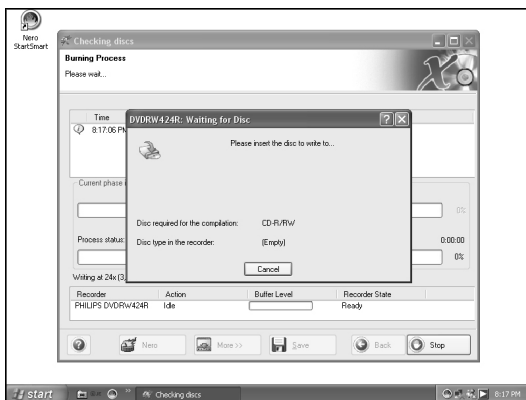 Nero
StartSmart
Checking discs
Burning Process
Please wait...
Time
8:17:06 PM
DVDRW424R: Waiting for Disc
Please insert the disc to write to...
Disc required for the compilation: CD-R/RW
Disc type in the recorder: (Empty)
Cancel
Current phase
0%
Process status: 0:00:00
0%
Writing at 24x (3,
Recorder Action Buffer Level Recorder State
PHILIPS DVDRW424R Idle Ready
Nero More >> Save Back Stop
start Checking discs 8:17 PM